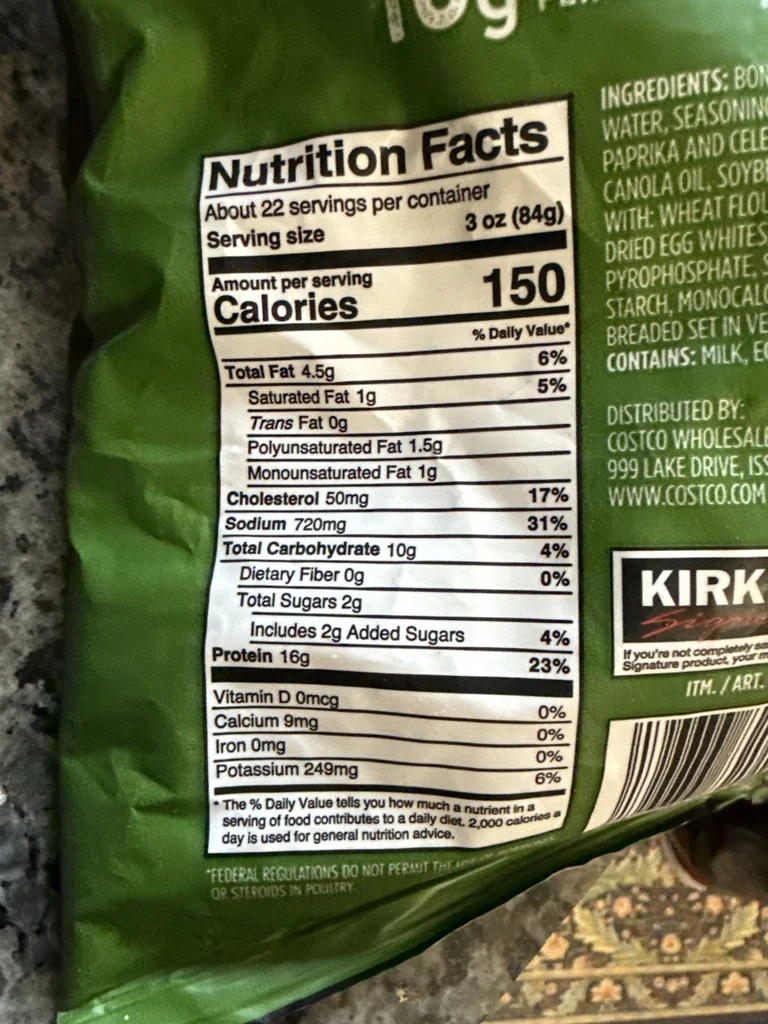 10g
Nutrition Facts
About 22 servings per container
Serving size 3 oz (84g)
Amount per serving
Calories 150
% Daily Value*
Total Fat 4.5g 6%
Saturated Fat 1g 5%
Trans Fat 0g
Polyunsaturated Fat 1.5g
Monounsaturated Fat 1g
Cholesterol 50mg 17%
Sodium 720mg 31%
Total Carbohydrate 10g 4%
Dietary Fiber 0g 0%
Total Sugars 2g
Includes 2g Added Sugars 4%
Protein 16g 23%
Vitamin D 0mcg 0%
Calcium 9mg 0%
Iron 0mg 0%
Potassium 249mg 6%
* The % Daily Value tells you how much a nutrient in a
serving of food contributes to a daily diet. 2,000 calories a
day is used for general nutrition advice.
*FEDERAL REGULATIONS DO NOT PERMIT THE
OR STEROIDS IN POULTRY.
INGREDIENTS: BON
WATER, SEASONING
PAPRIKA AND CELE
CANOLA OIL, SOYB
WITH: WHEAT FLOU
DRIED EGG WHITES
PYROPHOSPHATE, S
STARCH, MONOCALC
BREADED SET IN VE
CONTAINS: MILK, EG
DISTRIBUTED BY:
COSTCO WHOLESALE
999 LAKE DRIVE, ISS
WWW.COSTCO.COM
KIRK
Signa
If you're not completely sa
Signature product, your m
ITM. / ART.